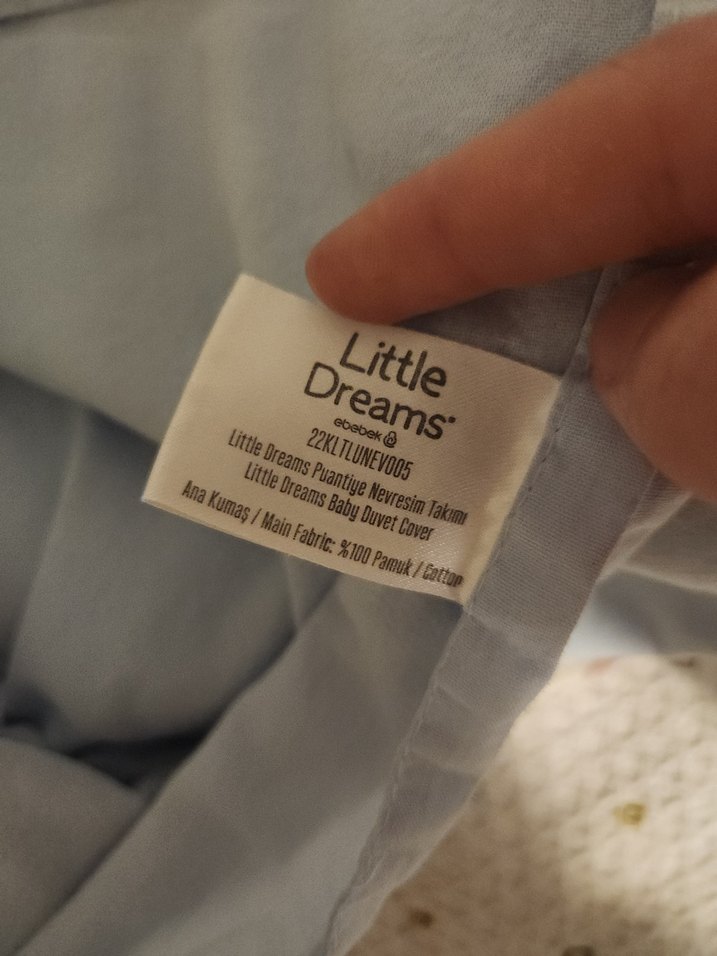 Little
Dreams®
ebebek
22KLTLUNEV005
Little Dreams Puantiye Nevresim Takımı
Little Dreams Baby Duvet Cover
Ana Kumaş / Main Fabric: %100 Pamuk / Cotton